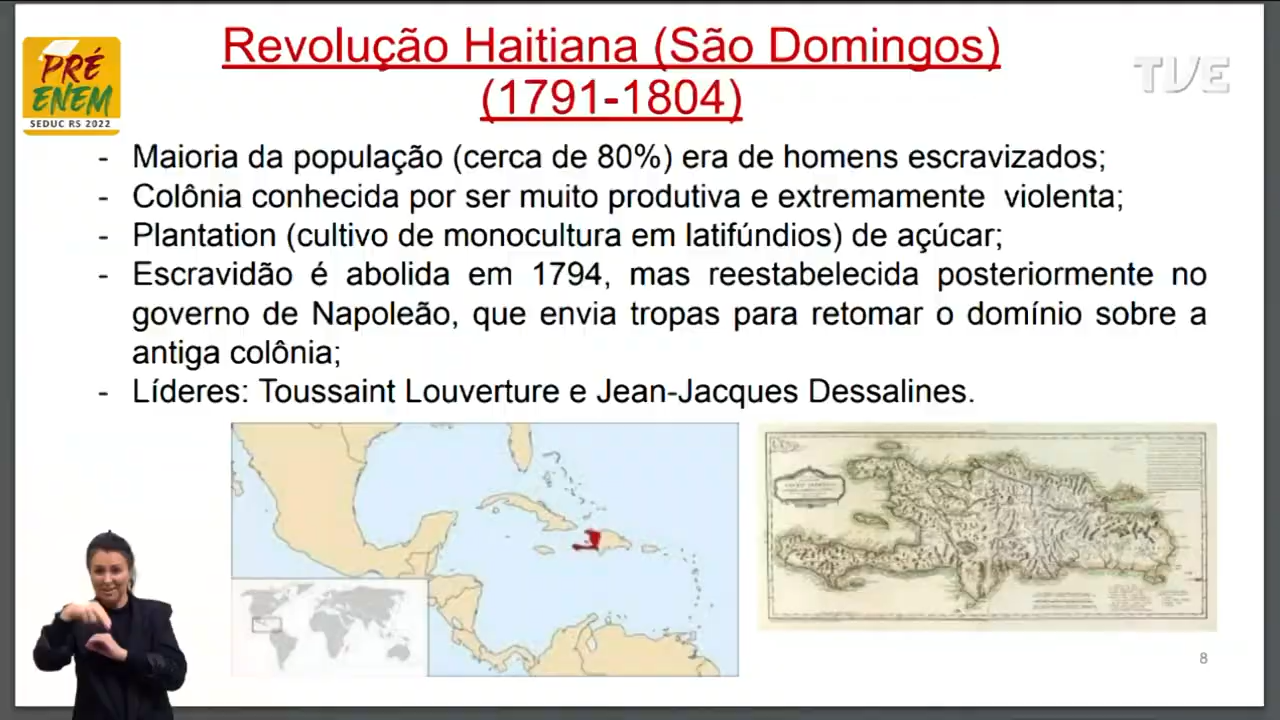 PRÉ
ENEM
SEDUC RS 2022
Revolução Haitiana (São Domingos)
(1791-1804)
TVE
- Maioria da população (cerca de 80%) era de homens escravizados;
- Colônia conhecida por ser muito produtiva e extremamente violenta;
- Plantation (cultivo de monocultura em latifúndios) de açúcar;
- Escravidão é abolida em 1794, mas reestabelecida posteriormente no
governo de Napoleão, que envia tropas para retomar o domínio sobre a
antiga colônia;
- Líderes: Toussaint Louverture e Jean-Jacques Dessalines.
8